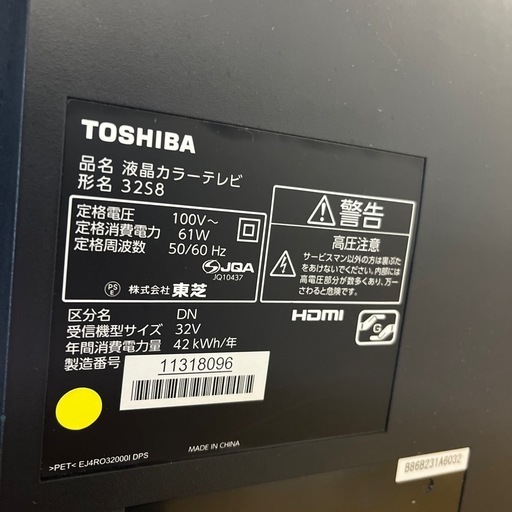 TOSHIBA
品名 液晶カラーテレビ
形名 32S8
定格電圧 100V～
定格消費電力 61W
定格周波数 50/60 Hz
JQA
JQ10437
PS
株式会社 東芝
区分名 DN
受信機型サイズ 32V
年間消費電力量 42 kWh/年
製造番号 11318096
警告
高圧注意
サービスマン以外の方は裏ぶた
をあけないでください。内部には
高電圧部分が数多くあり、万一
さわると危険です。
HDMI
G
MADE IN CHINA
>PET< EJ4RO32000I DPS
B86B231A6032